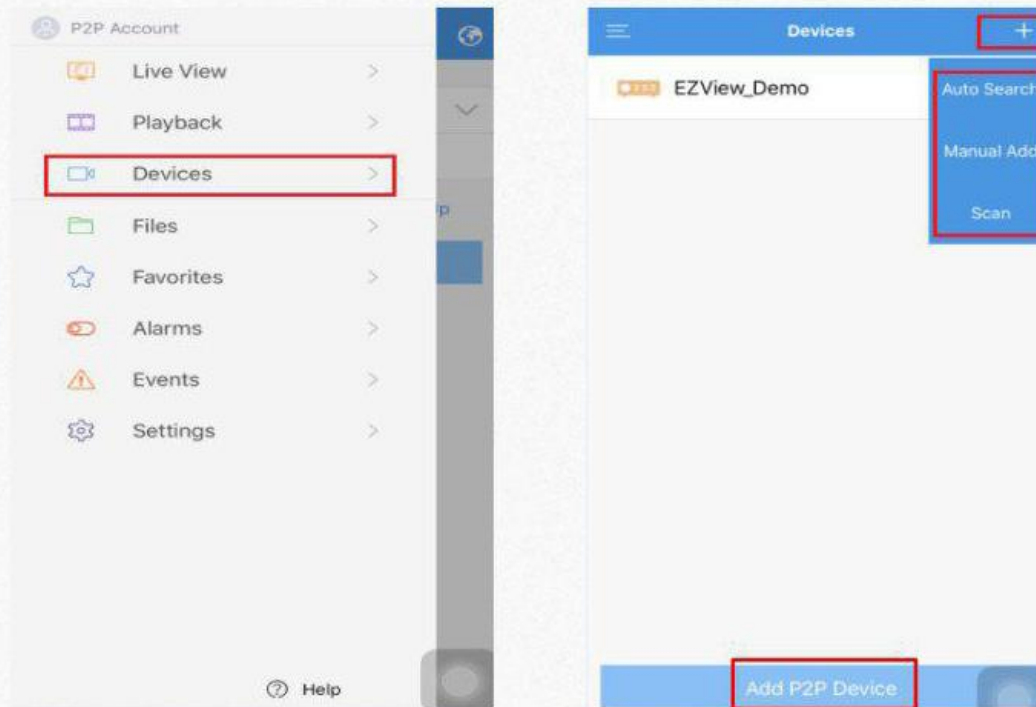 P2P Account
Live View
Playback
Devices
Files
Favorites
Alarms
Events
Settings
Help
Devices
+
EZView_Demo
Auto Search
Manual Add
Scan
Add P2P Device